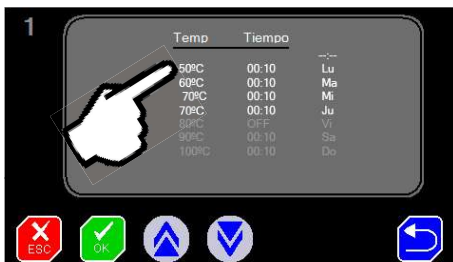 1
Temp Tiempo
--:--
50ºC 00:10 Lu
60ºC 00:10 Ma
70ºC 00:10 Mi
70ºC 00:10 Ju
80ºC OFF Vi
90ºC 00:10 Sa
100ºC 00:10 Do
ESC OK